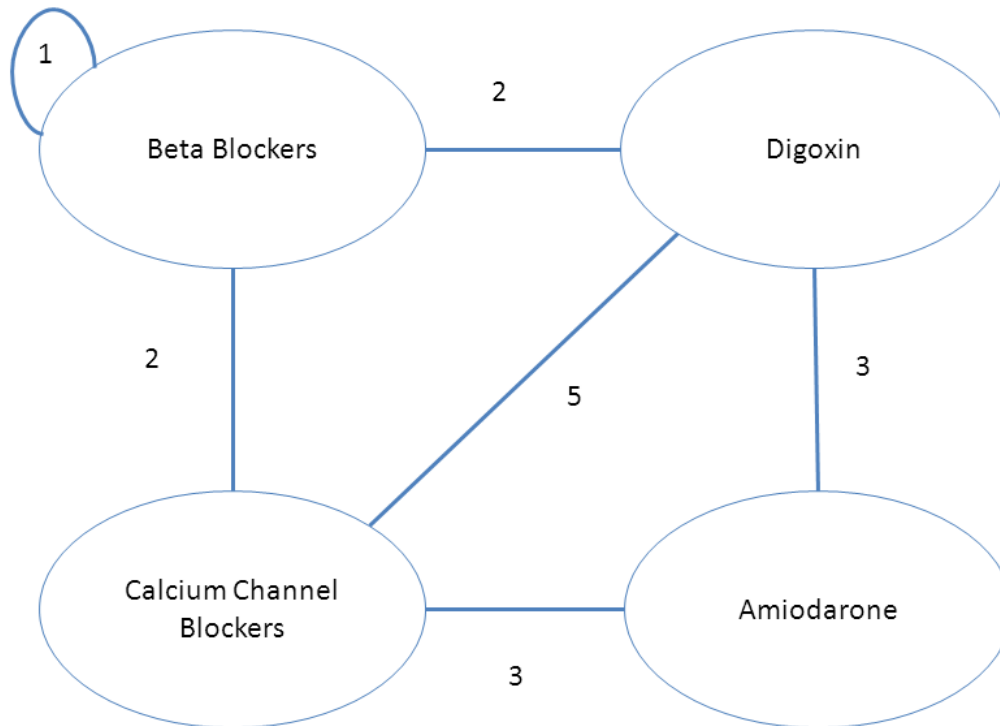 1
2
Beta Blockers
Digoxin
2
5
3
Calcium Channel
Blockers
Amiodarone
3